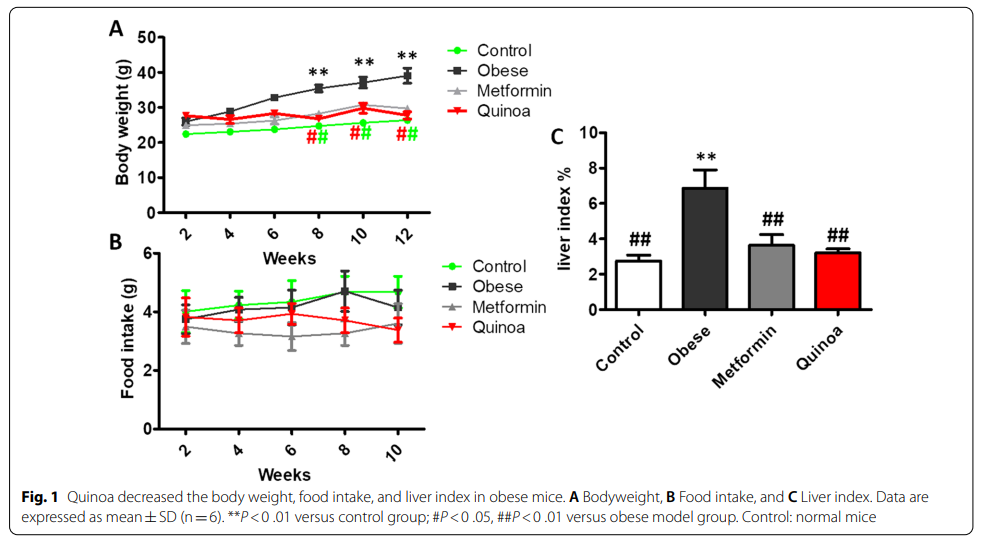 A
Body weight (g)
50
40
30
20
10
0
** ** **
## ## ##
2 4 6 8 10 12
Weeks
Control
Obese
Metformin
Quinoa
B
Food intake (g)
6
4
2
0
2 4 6 8 10
Weeks
Control
Obese
Metformin
Quinoa
C
liver index %
10
8
6
4
2
0
## ** ## ##
Control Obese Metformin Quinoa
Fig. 1 Quinoa decreased the body weight, food intake, and liver index in obese mice. A Bodyweight, B Food intake, and C Liver index. Data are
expressed as mean ± SD (n = 6). **P < 0 .01 versus control group; #P < 0 .05, ##P < 0 .01 versus obese model group. Control: normal mice